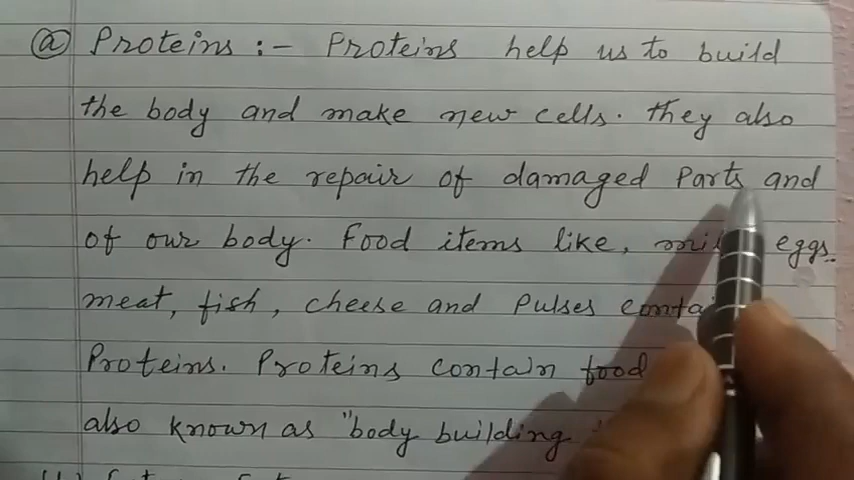 (a) Proteins :- Proteins help us to build
the body and make new cells. they also
help in the repair of damaged Parts and
of our body. Food items like, eggs.
meat, fish, cheese and Pulses
Proteins. Proteins contain food
also known as "body building